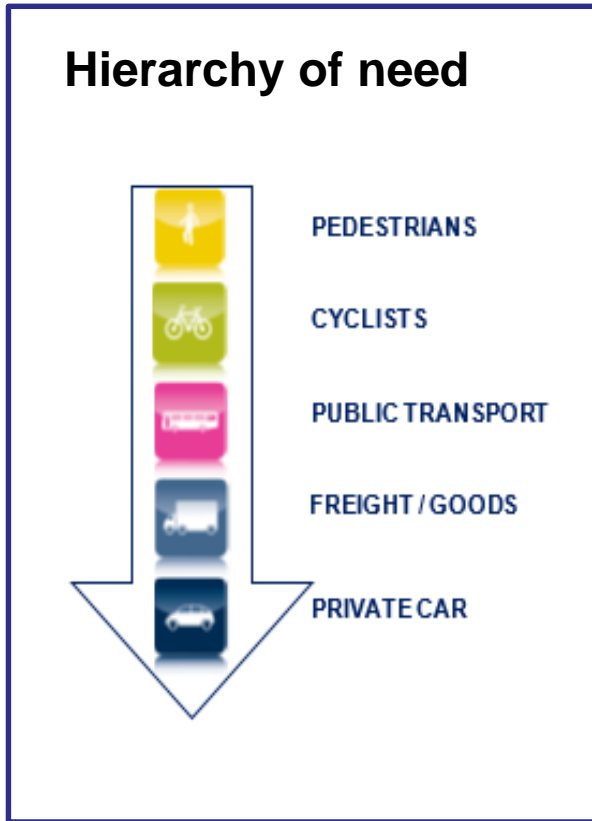 Hierarchy of need
PEDESTRIANS
CYCLISTS
PUBLIC TRANSPORT
FREIGHT / GOODS
PRIVATE CAR